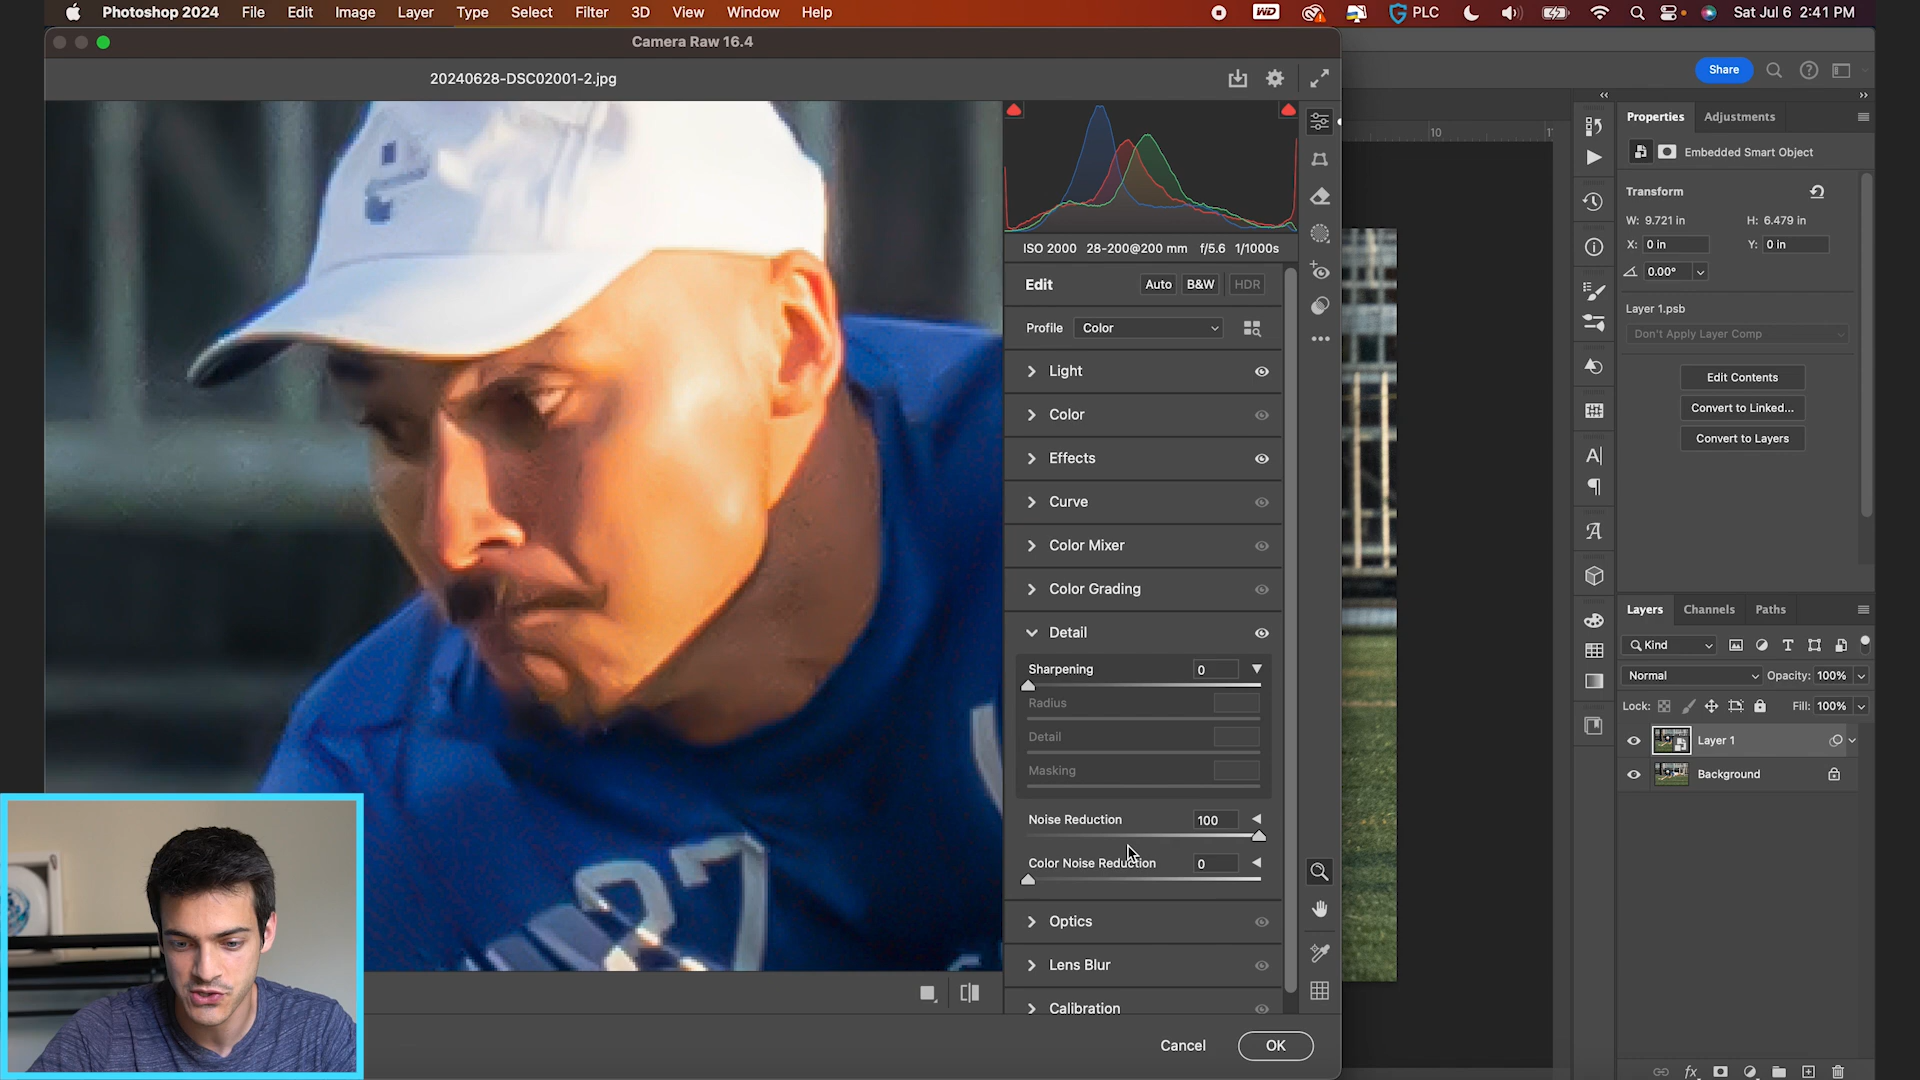 Photoshop 2024 File Edit Image Layer Type Select Filter 3D View Window Help WD PLC Sat Jul 6 2:41 PM
Camera Raw 16.4
20240628-DSC02001-2.jpg
ISO 2000 28-200@200 mm f/5.6 1/1000s
Edit Auto B&W HDR
Profile Color
Light
Color
Effects
Curve
Color Mixer
Color Grading
Detail
Sharpening 0
Radius
Detail
Masking
Noise Reduction 100
Color Noise Reduction 0
Optics
Lens Blur
Calibration
Cancel OK
27
10
Share
Properties Adjustments
Embedded Smart Object
Transform
W: 9.721 in H: 6.479 in
X: 0 in Y: 0 in
0.00°
Layer 1.psb
Don't Apply Layer Comp
Edit Contents
Convert to Linked...
Convert to Layers
Layers Channels Paths
Kind
Normal Opacity: 100%
Lock: Fill: 100%
Layer 1
Background
fx